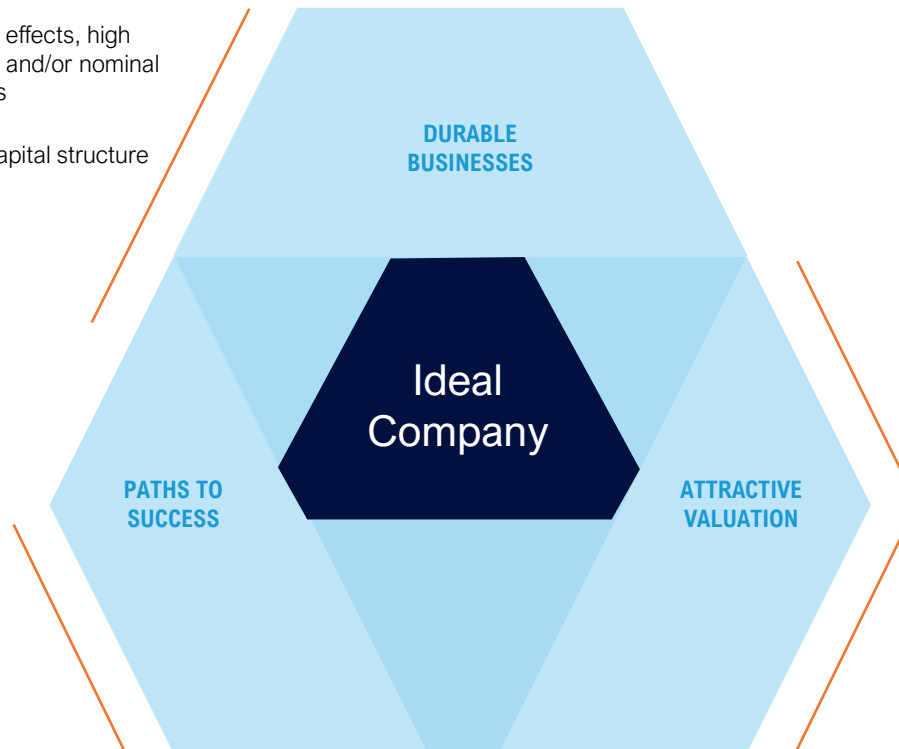 effects, high
and/or nominal
s
apital structure
DURABLE
BUSINESSES
Ideal
Company
PATHS TO
SUCCESS
ATTRACTIVE
VALUATION